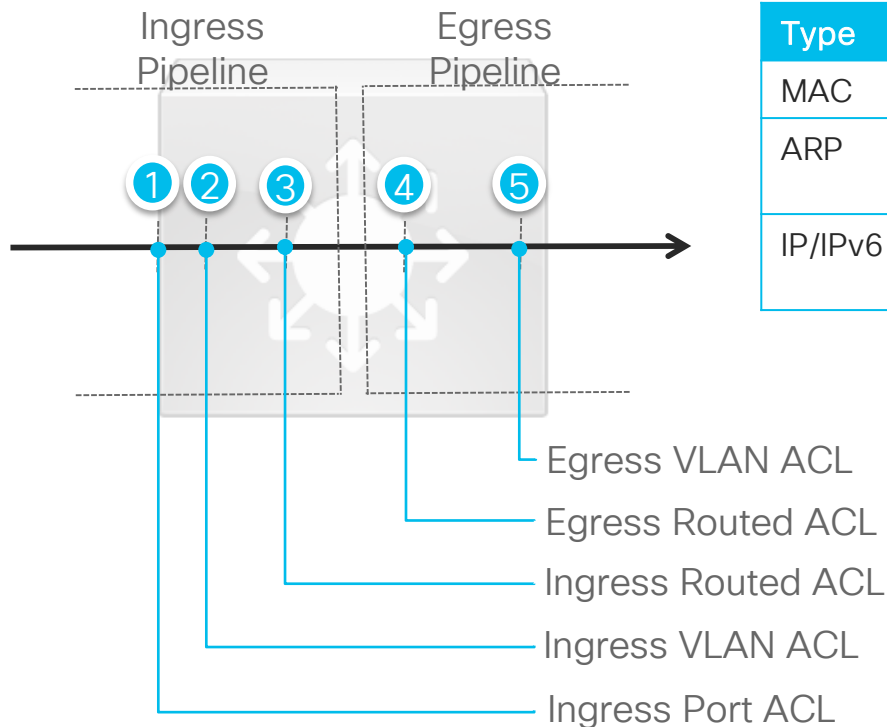 Ingress
Pipeline
Egress
Pipeline
1
2
3
4
5
Egress VLAN ACL
Egress Routed ACL
Ingress Routed ACL
Ingress VLAN ACL
Ingress Port ACL
Type
MAC
ARP
IP/IPv6